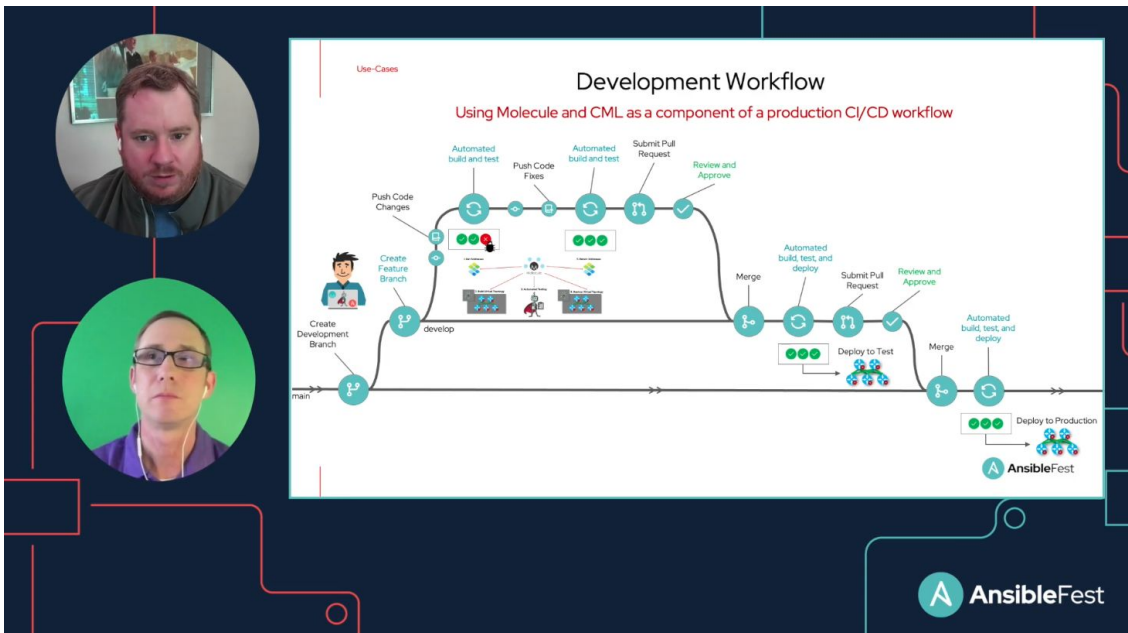 Use-Cases
Development Workflow
Using Molecule and CML as a component of a production CI/CD workflow
Automated
build and test
Push Code
Fixes
Automated
build and test
Submit Pull
Request
Review and
Approve
Push Code
Changes
Create
Feature
Branch
Create
Development
Branch
develop
main
Merge
Automated
build, test, and
deploy
Submit Pull
Request
Review and
Approve
Deploy to Test
Merge
Automated
build, test, and
deploy
Deploy to Production
AnsibleFest
AnsibleFest